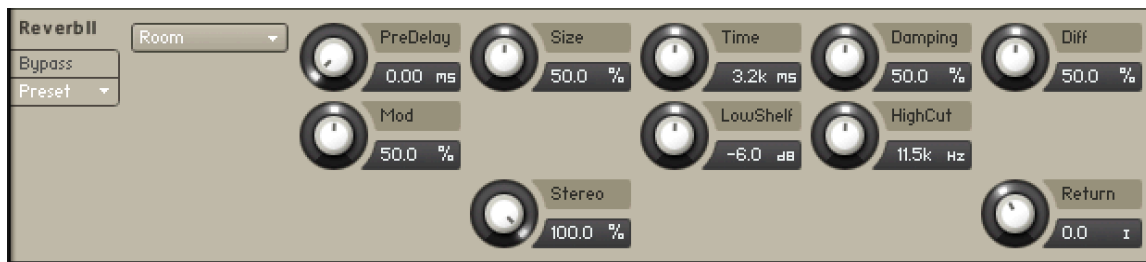 ReverbII
Room
PreDelay
0.00 ms
Size
50.0 %
Time
3.2k ms
Damping
50.0 %
Diff
50.0 %
Bypass
Preset
Mod
50.0 %
LowShelf
-6.0 dB
HighCut
11.5k Hz
Stereo
100.0 %
Return
0.0 I